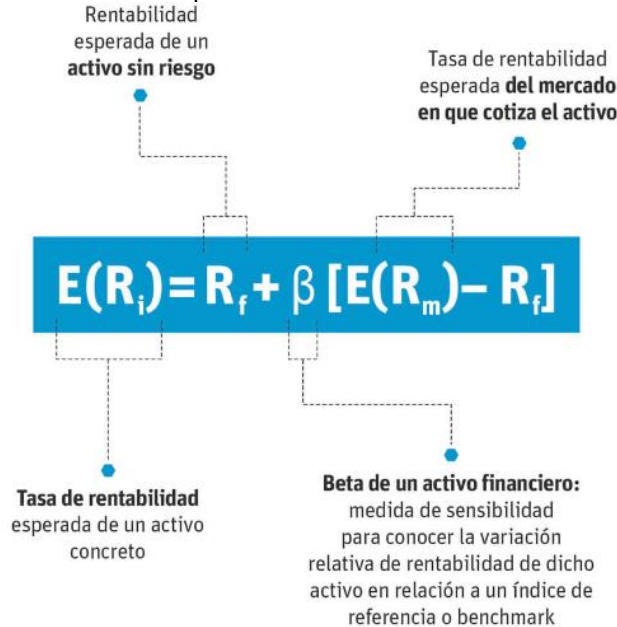 Rentabilidad
esperada de un
activo sin riesgo
Tasa de rentabilidad
esperada del mercado
en que cotiza el activo
E(Rᵢ)= R_f + β [E(Rₘ)– R_f]
Tasa de rentabilidad
esperada de un activo
concreto
Beta de un activo financiero:
medida de sensibilidad
para conocer la variación
relativa de rentabilidad de dicho
activo en relación a un índice de
referencia o benchmark